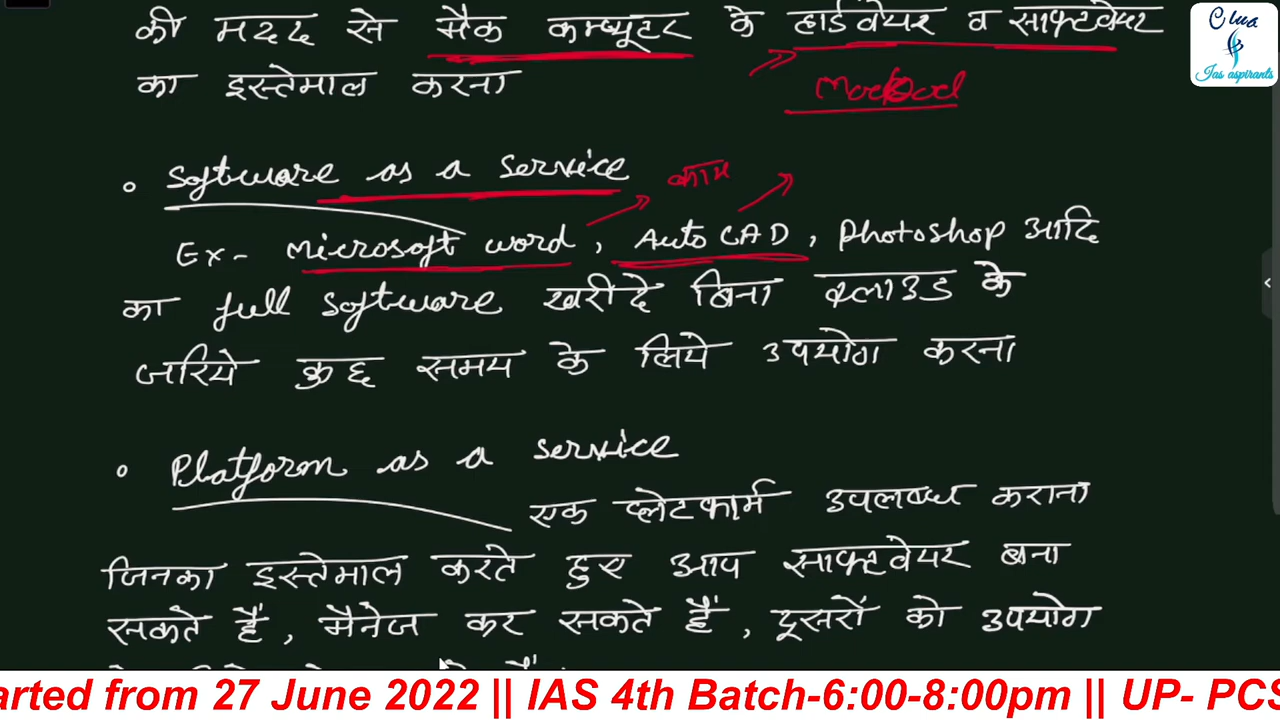 की मदद से मैक कम्प्यूटर के हार्डवेयर व साफ्टवेयर
का इस्तेमाल करना
Clue
Ias aspirants
• Software as a service
काम
Ex- Microsoft word, Auto CAD, Photoshop आदि
का full software खरीदे बिना क्लाउड के
जरिये कुछ समय के लिये उपयोग करना
• Platform as a service
एक प्लेटफार्म उपलब्ध कराना
जिनका इस्तेमाल करते हुए आप साफ्टवेयर बना
सकते हैं, मैनेज कर सकते हैं, दूसरों को उपयोग
arted from 27 June 2022 || IAS 4th Batch-6:00-8:00pm || UP- PCS